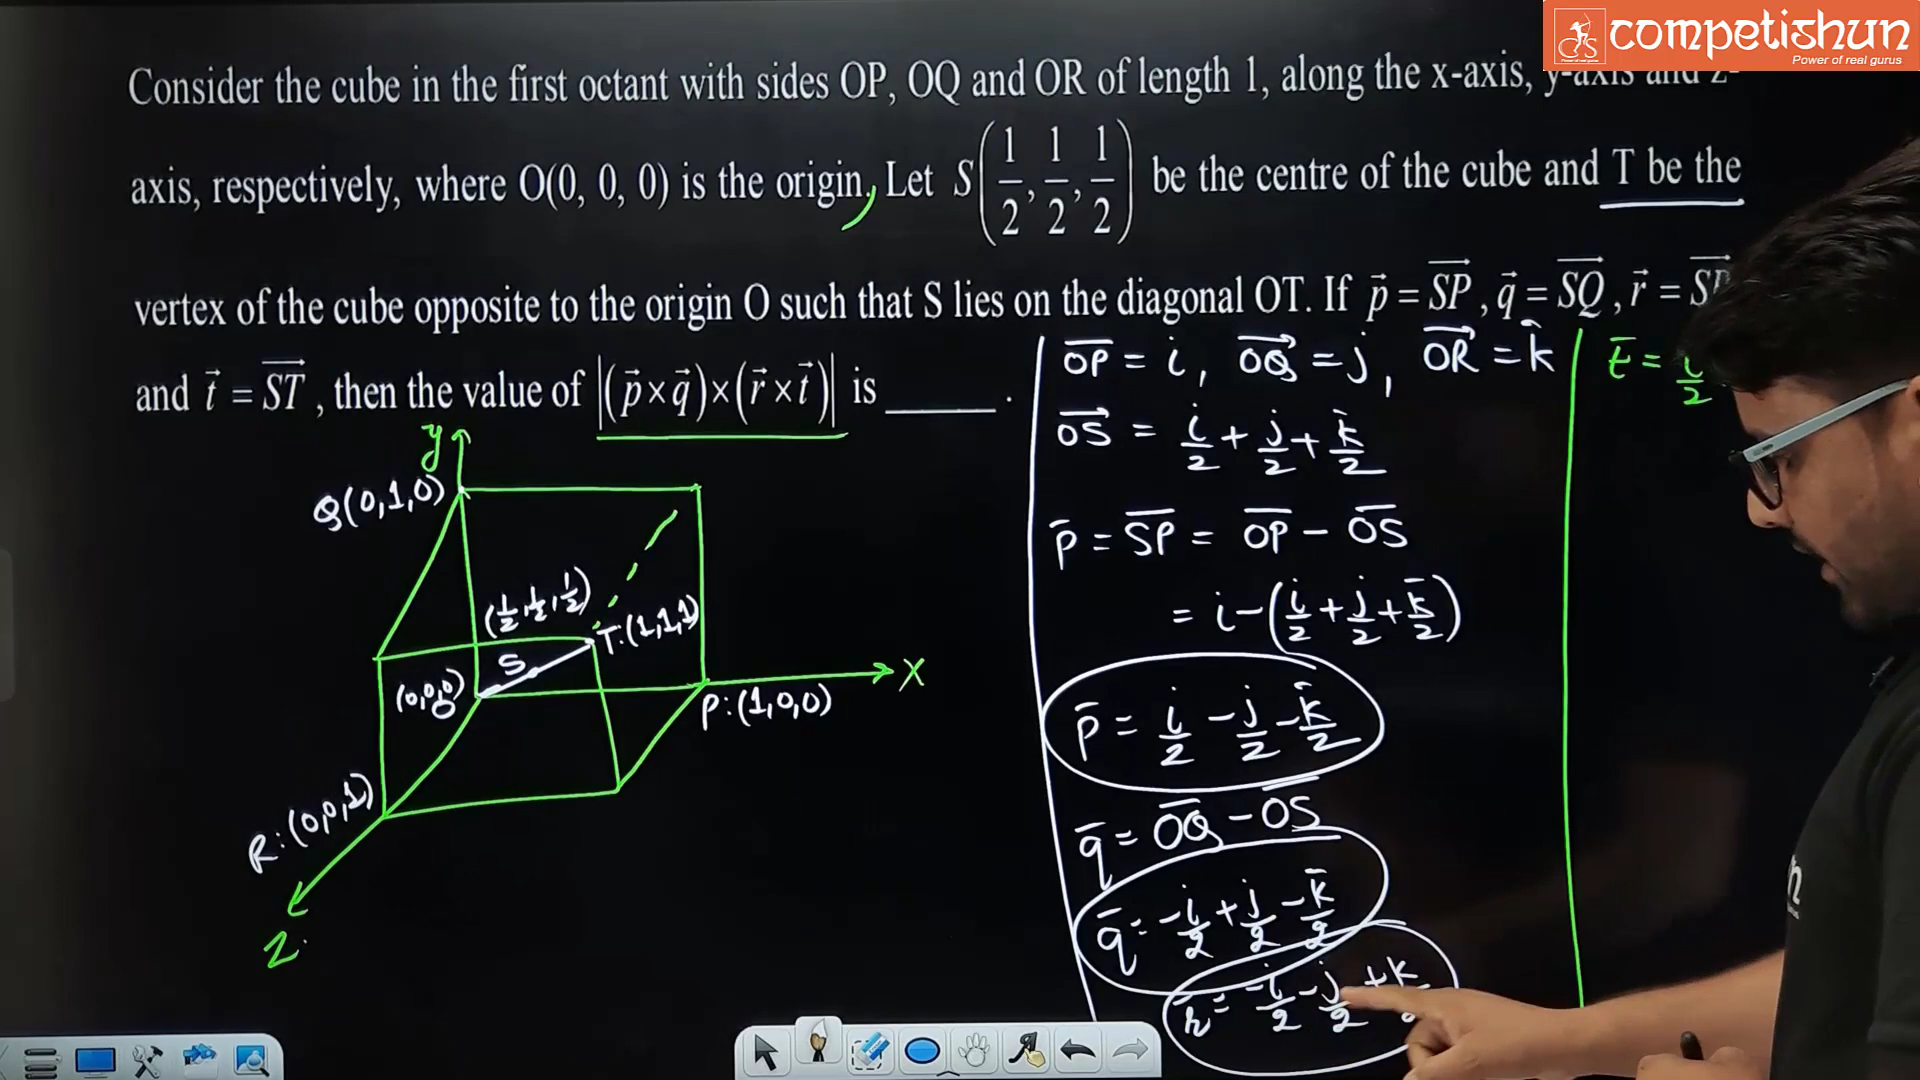 competishun
Power of real gurus
Consider the cube in the first octant with sides OP, OQ and OR of length 1, along the x-axis, y-axis and z-
axis, respectively, where O(0, 0, 0) is the origin. Let S(1/2, 1/2, 1/2) be the centre of the cube and T be the
vertex of the cube opposite to the origin O such that S lies on the diagonal OT. If p⃗ = SP⃗, q⃗ = SQ⃗, r⃗ =
and t⃗ = ST⃗, then the value of |(p⃗×q⃗)×(r⃗×t⃗)| is ______.
y
Q(0,1,0)
(1/2, 1/2, 1/2)
T:(1,1,1)
S
(0,0,0)
O
X
P:(1,0,0)
R:(0,0,1)
Z
OP = i, OQ = j, OR = k̂
OS = i/2 + j/2 + k/2
p̄ = SP = OP − OS
= i − (i/2 + j/2 + k/2)
p̄ = i/2 − j/2 − k/2
q̄ = OQ − OS
q̄ = −i/2 + j/2 − k/2
r̄ = −i/2 − j/2 + k
t̄ = i/2